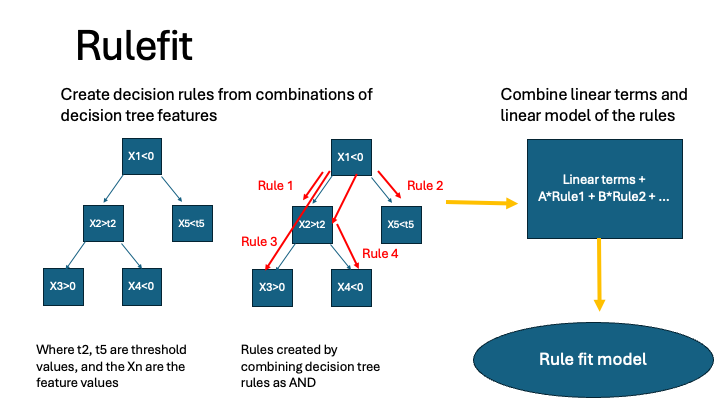 Rulefit
Create decision rules from combinations of
decision tree features
Combine linear terms and
linear model of the rules
X1<0
X2>t2
X5<t5
X3>0
X4<0
X1<0
Rule 1
Rule 2
X2>t2
X5<t5
Rule 3
Rule 4
X3>0
X4<0
Linear terms +
A*Rule1 + B*Rule2 + ...
Rule fit model
Where t2, t5 are threshold
values, and the Xn are the
feature values
Rules created by
combining decision tree
rules as AND